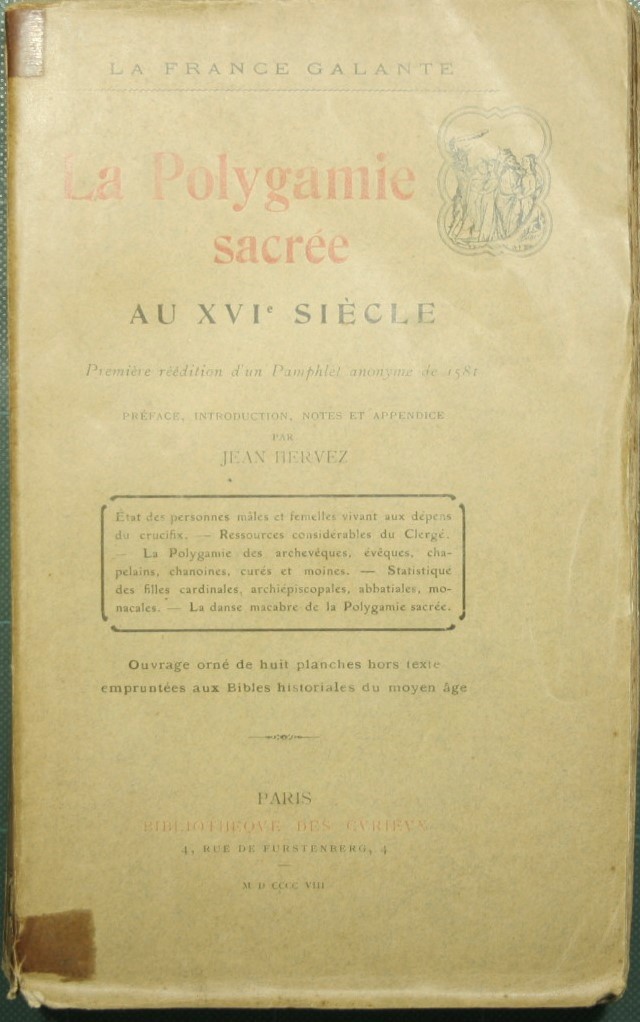 LA FRANCE GALANTE
La Polygamie
sacrée
AU XVIe SIÈCLE
Première réédition d'un Pamphlet anonyme de 1581
PRÉFACE, INTRODUCTION, NOTES ET APPENDICE
PAR
JEAN HERVEZ
État des personnes mâles et femelles vivant aux dépens
du crucifix. — Ressources considérables du Clergé.
— La Polygamie des archevêques, évêques, cha-
pelains, chanoines, curés et moines. — Statistique
des filles cardinales, archiépiscopales, abbatiales, mo-
nacales. — La danse macabre de la Polygamie sacrée.
Ouvrage orné de huit planches hors texte
empruntées aux Bibles historiales du moyen âge
PARIS
BIBLIOTHEQVE DES CVRIEVX
4, RUE DE FURSTENBERG, 4
M D CCCC VIII